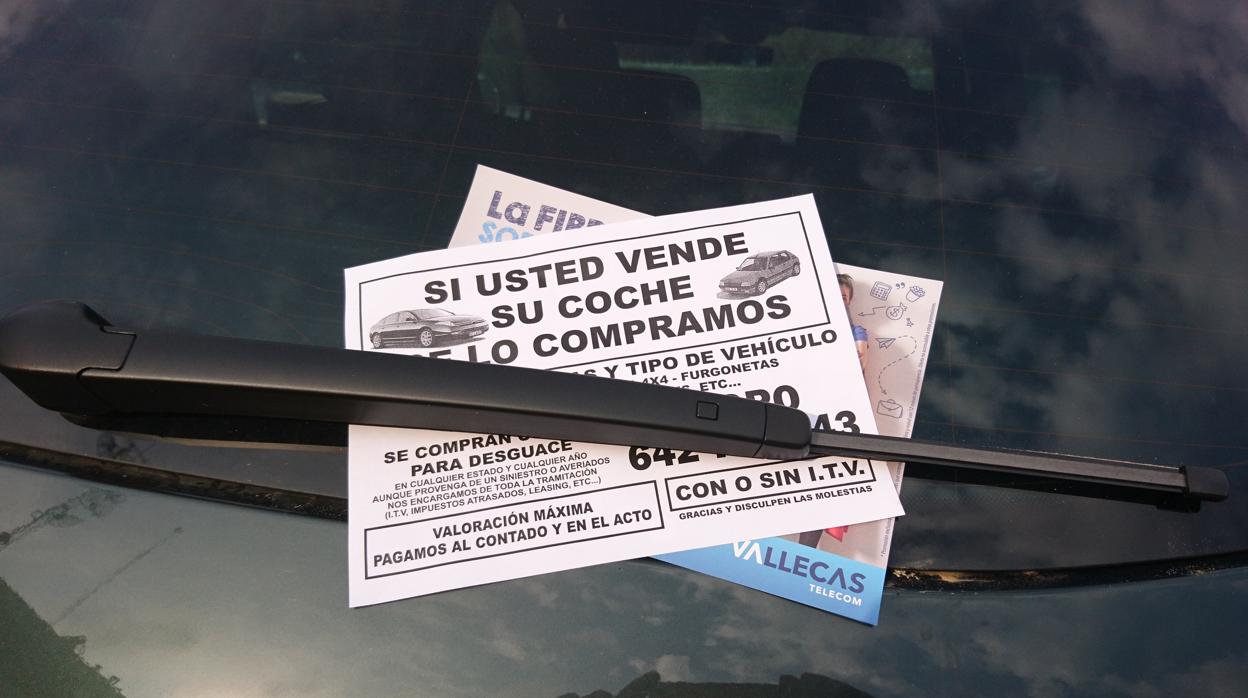 La FIBR
SI USTED VENDE
SU COCHE
SE LO COMPRAMOS
S Y TIPO DE VEHÍCULO
4X4 - FURGONETAS
ETC...
43
SE COMPRAN
PARA DESGUACE
EN CUALQUIER ESTADO Y CUALQUIER AÑO
AUNQUE PROVENGA DE UN SINIESTRO O AVERIADOS
NOS ENCARGAMOS DE TODA LA TRAMITACIÓN
(I.T.V, IMPUESTOS ATRASADOS, LEASING, ETC...)
642
CON O SIN I.T.V.
GRACIAS Y DISCULPEN LAS MOLESTIAS
VALORACIÓN MÁXIMA
PAGAMOS AL CONTADO Y EN EL ACTO
VALLECAS
TELECOM